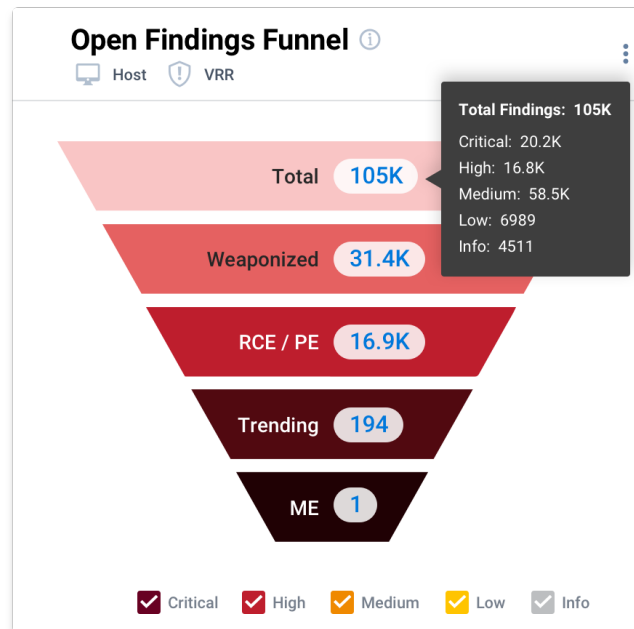 Open Findings Funnel
Host VRR
Total Findings: 105K
Critical: 20.2K
High: 16.8K
Medium: 58.5K
Low: 6989
Info: 4511
Total 105K
Weaponized 31.4K
RCE / PE 16.9K
Trending 194
ME 1
Critical High Medium Low Info